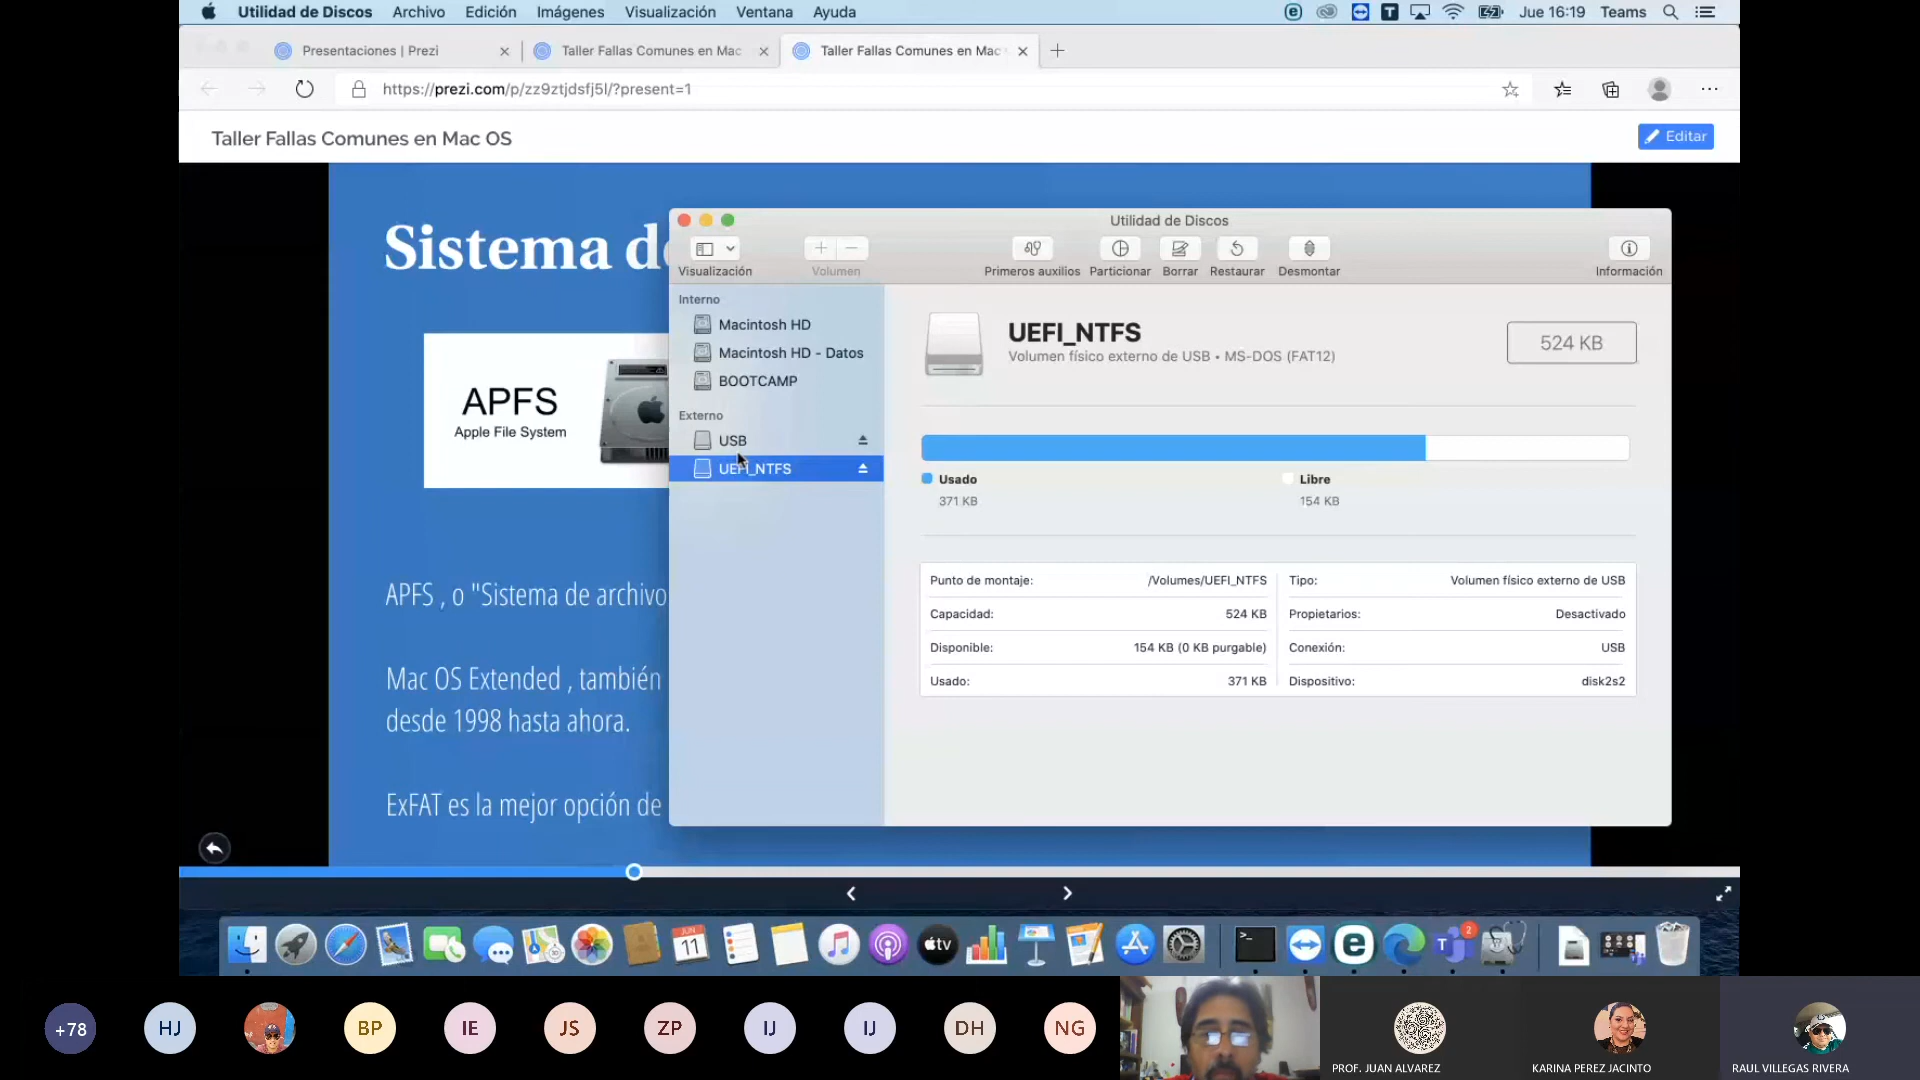 Utilidad de Discos Archivo Edición Imágenes Visualización Ventana Ayuda Jue 16:19 Teams
Presentaciones | Prezi
Taller Fallas Comunes en Mac
Taller Fallas Comunes en Mac
https://prezi.com/p/zz9ztjdsfj5l/?present=1
Taller Fallas Comunes en Mac OS
Editar
Sistema de
APFS
Apple File System
APFS , o "Sistema de archivo
Mac OS Extended , también
desde 1998 hasta ahora.
ExFAT es la mejor opción de
Utilidad de Discos
Visualización
Volumen
Primeros auxilios
Particionar
Borrar
Restaurar
Desmontar
Información
Interno
Macintosh HD
Macintosh HD - Datos
BOOTCAMP
Externo
USB
UEFI_NTFS
UEFI_NTFS
Volumen físico externo de USB • MS-DOS (FAT12)
524 KB
Usado
371 KB
Libre
154 KB
Punto de montaje: /Volumes/UEFI_NTFS
Capacidad: 524 KB
Disponible: 154 KB (0 KB purgable)
Usado: 371 KB
Tipo: Volumen físico externo de USB
Propietarios: Desactivado
Conexión: USB
Dispositivo: disk2s2
JUN
11
tv
2
+78
HJ
BP
IE
JS
ZP
IJ
IJ
DH
NG
PROF. JUAN ALVAREZ
KARINA PEREZ JACINTO
RAUL VILLEGAS RIVERA